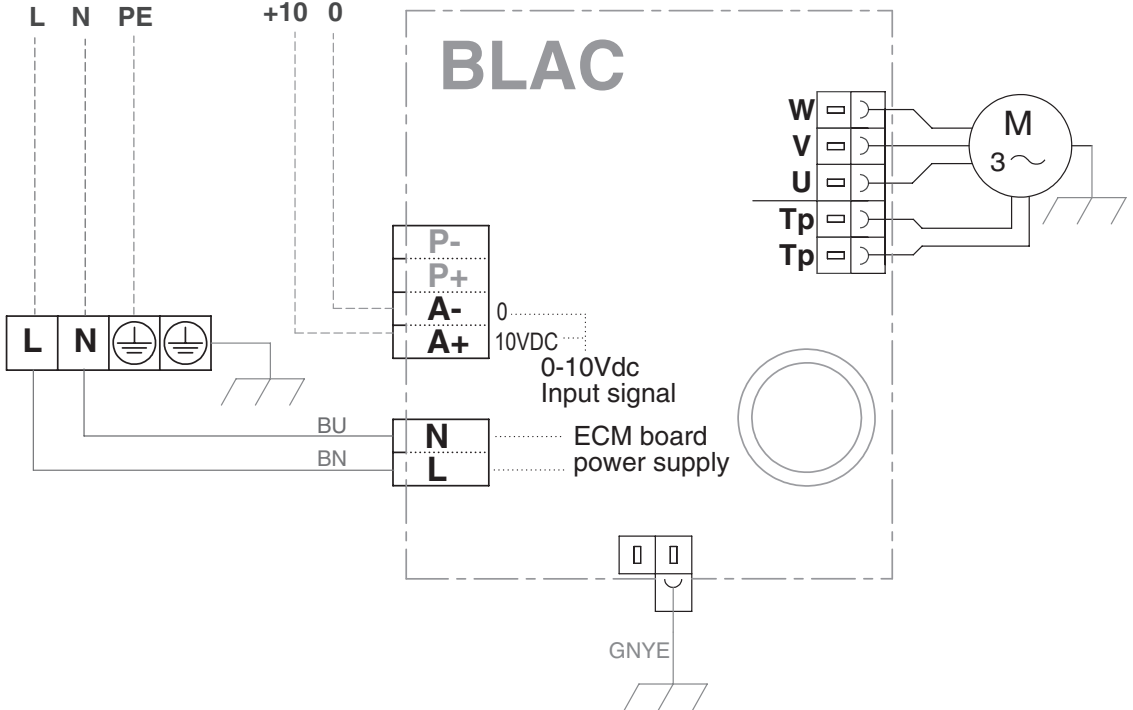 L N PE
+10 0
BLAC
W
V
U
Tp
Tp
M
3
P-
P+
A- 0
A+ 10VDC
0-10Vdc
Input signal
L N
BU
BN
N
L
ECM board
power supply
GNYE